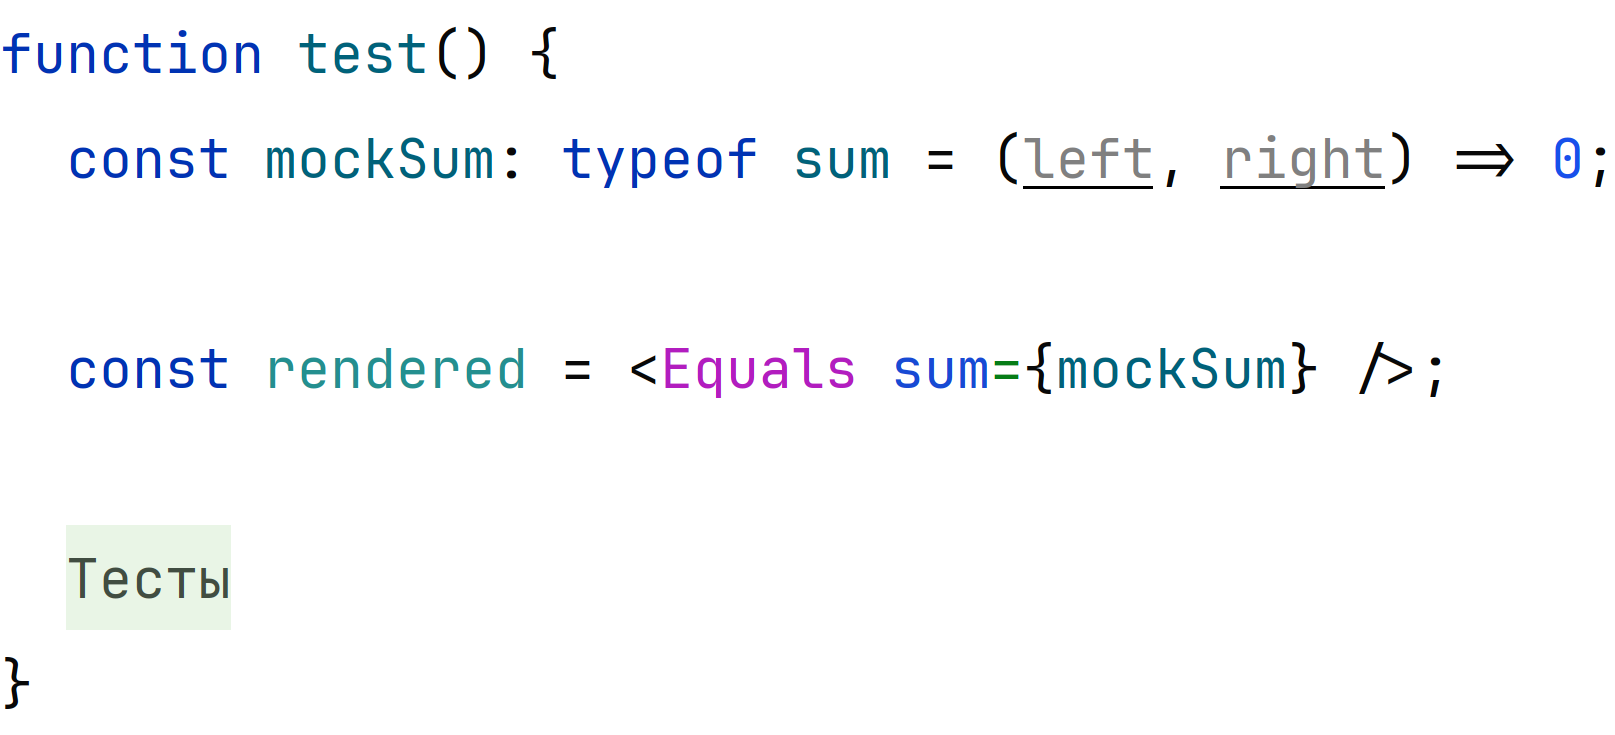 function test() {
const mockSum: typeof sum = (left, right) => 0;
const rendered = <Equals sum={mockSum} />;
Тесты
}